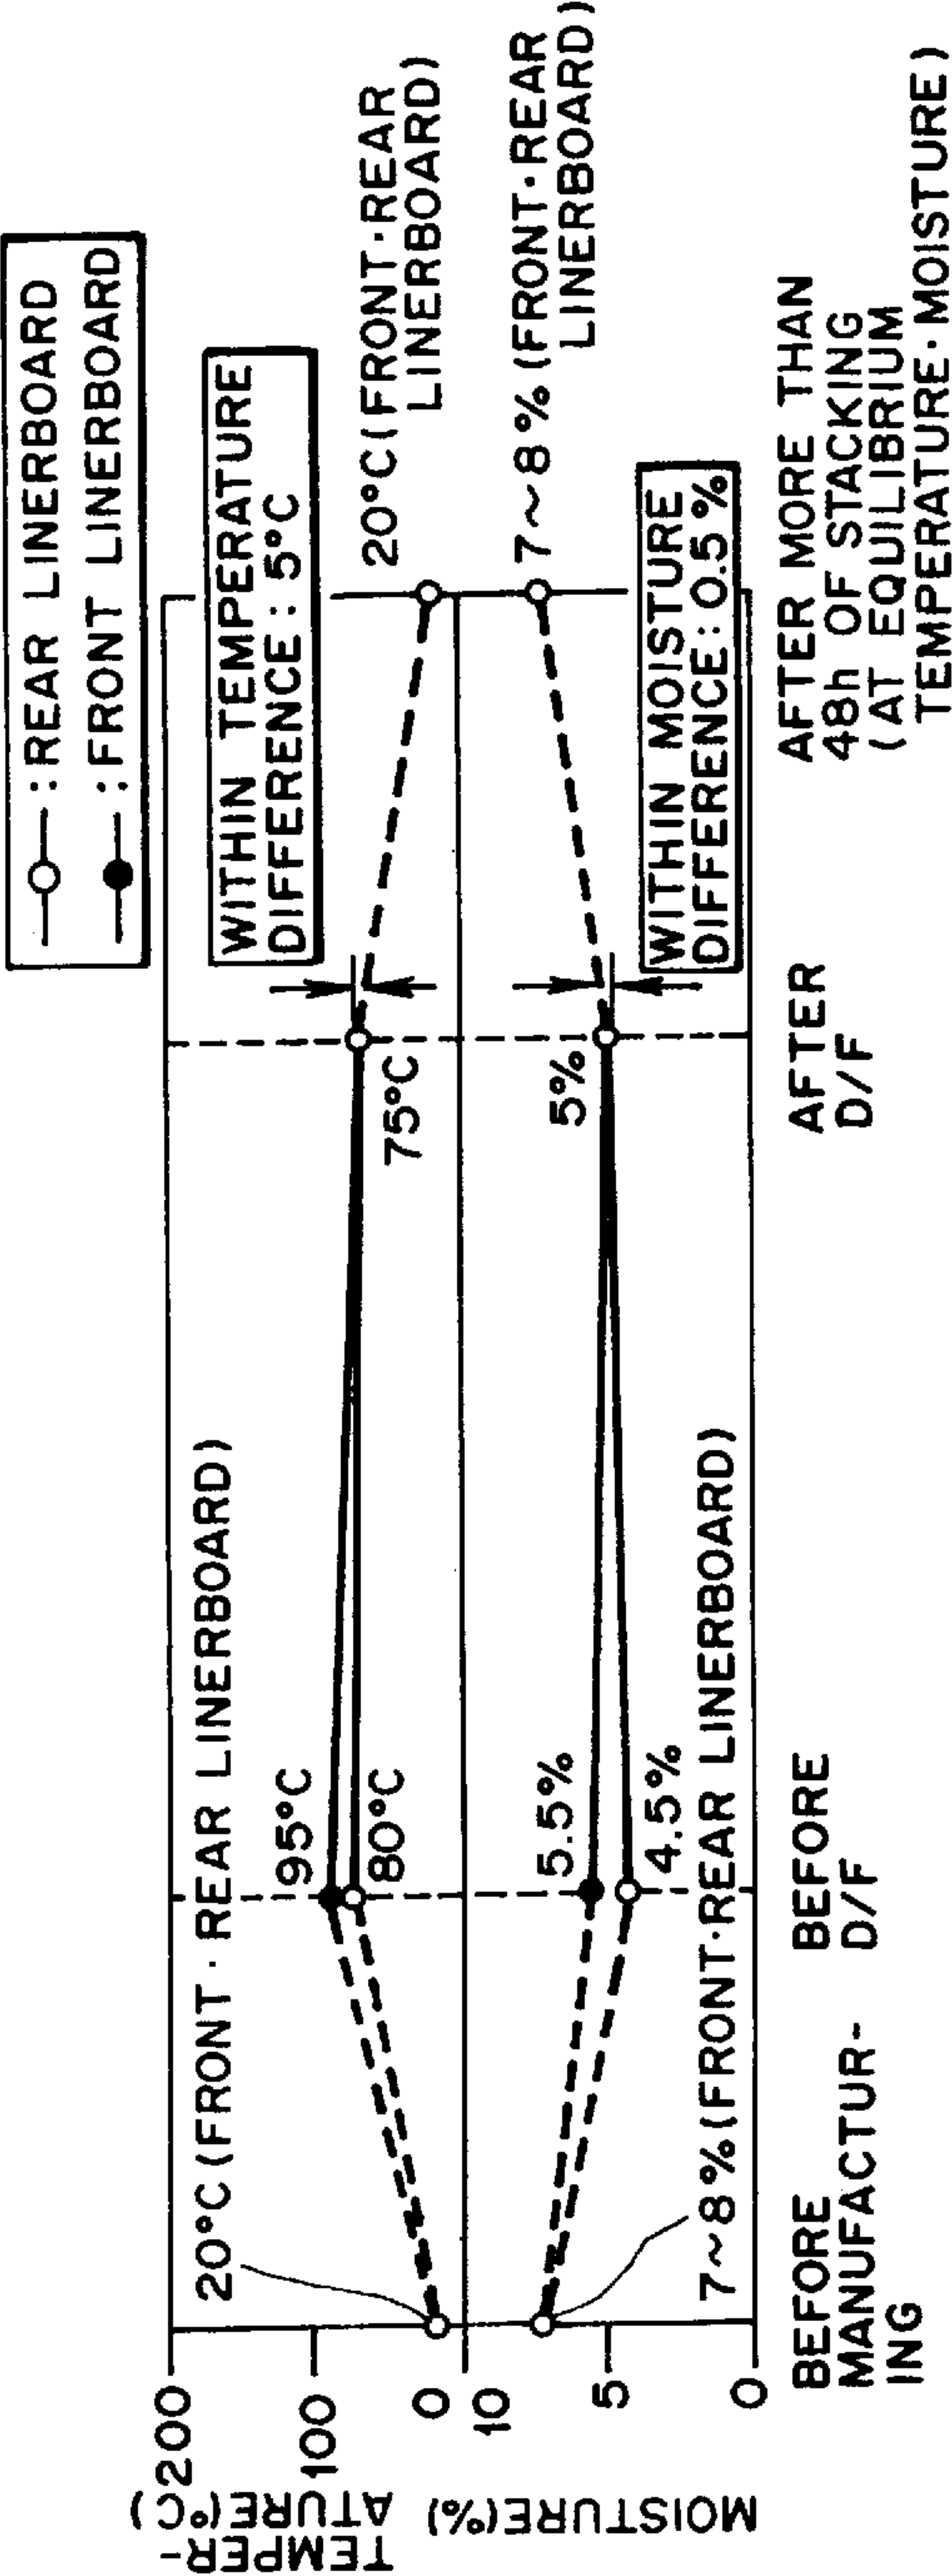 ○ : REAR LINERBOARD
● : FRONT LINERBOARD
TEMPER-
ATURE(°C)
200
100
0
20°C (FRONT · REAR LINERBOARD)
95°C
80°C
75°C
WITHIN TEMPERATURE
DIFFERENCE : 5°C
20°C (FRONT·REAR
LINERBOARD)
MOISTURE(%)
10
5
0
7~8% (FRONT·REAR LINERBOARD)
5.5%
4.5%
5%
WITHIN MOISTURE
DIFFERENCE: 0.5%
7~8% (FRONT·REAR
LINERBOARD)
BEFORE
MANUFACTUR-
ING
BEFORE
D/F
AFTER
D/F
AFTER MORE THAN
48h OF STACKING
(AT EQUILIBRIUM
TEMPERATURE·MOISTURE)